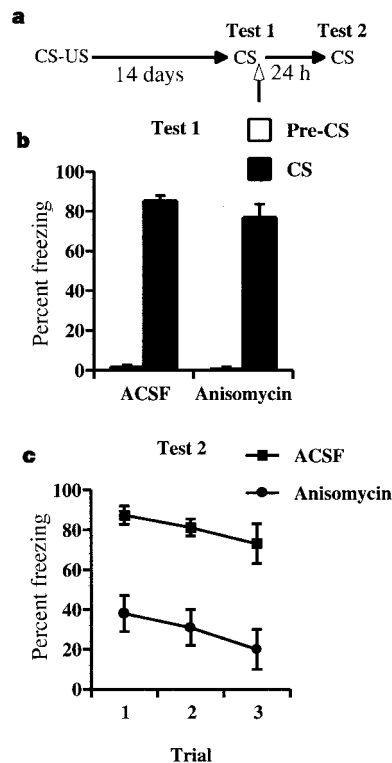 a
Test 1 Test 2
CS-US CS CS
14 days 24 h
b
Test 1
Pre-CS
CS
Percent freezing
100
80
60
40
20
0
ACSF Anisomycin
c
Test 2
ACSF
Anisomycin
Percent freezing
100
80
60
40
20
0
1 2 3
Trial